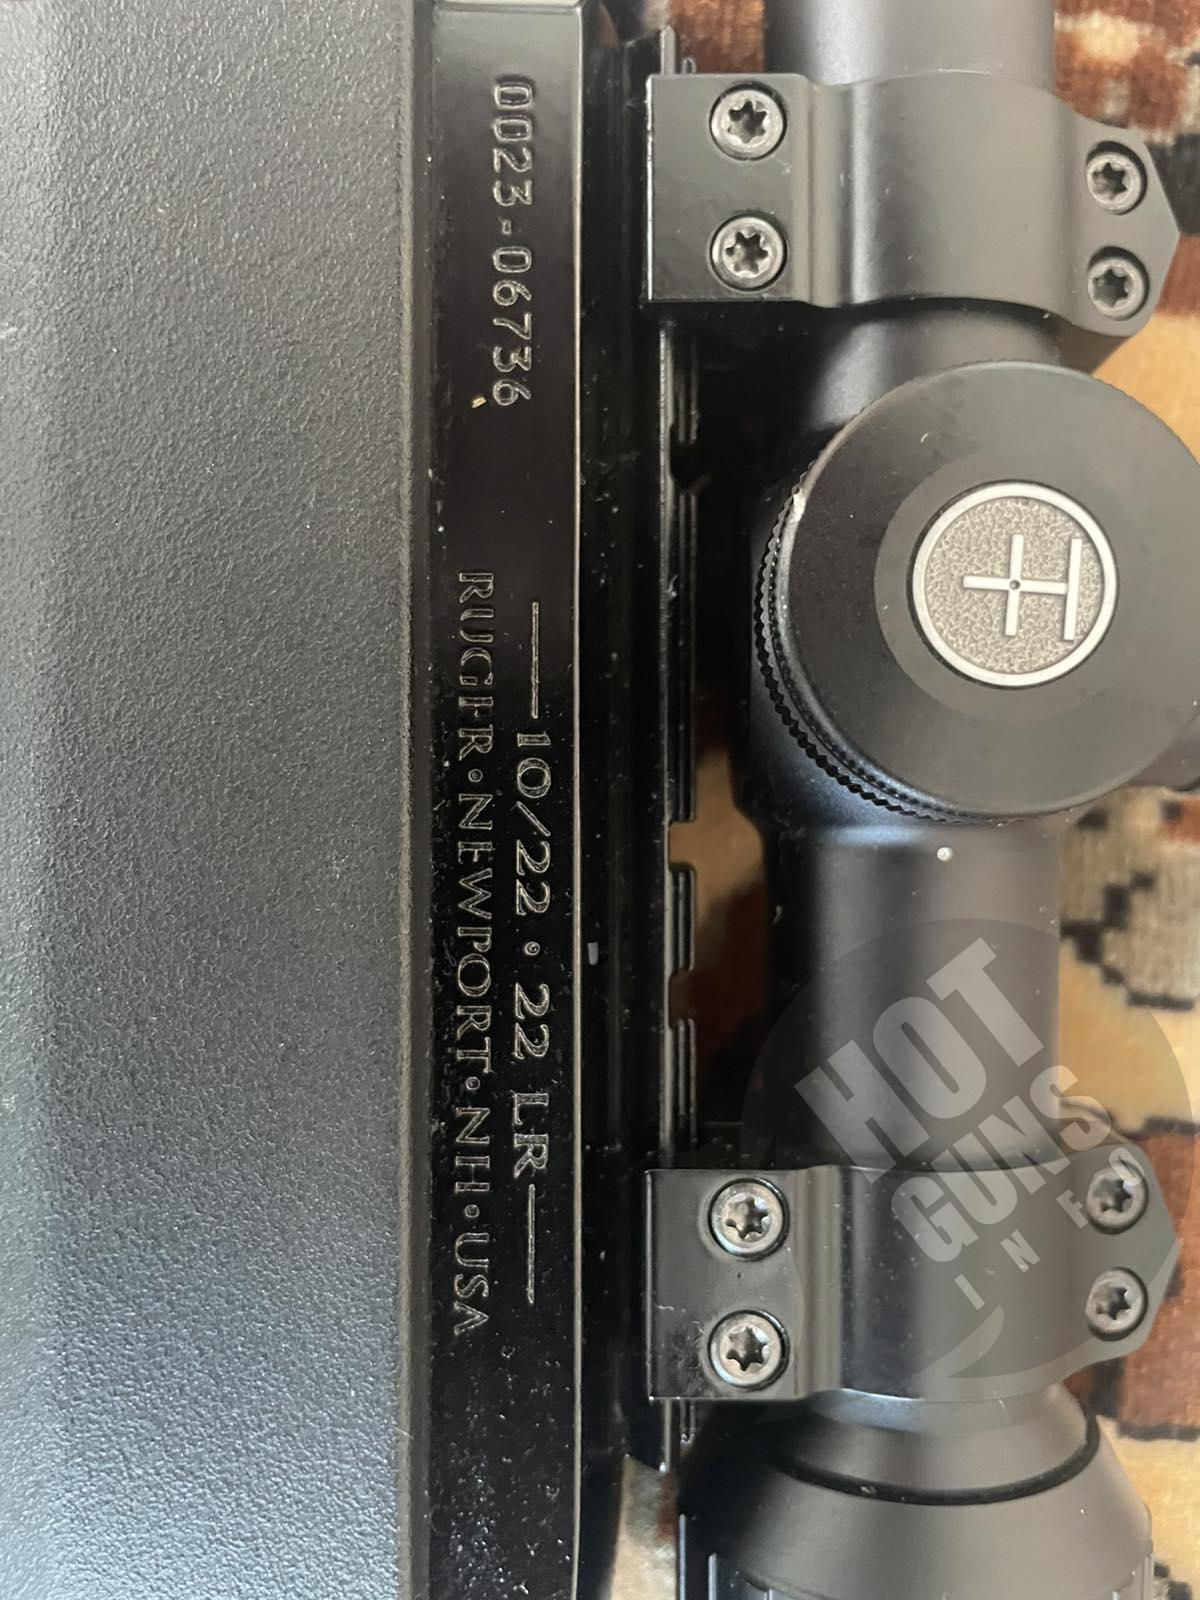 0023-06736
10/22 • 22 LR
RUGER • NEWPORT • NH • USA
H
HOT
GUNS
INFO